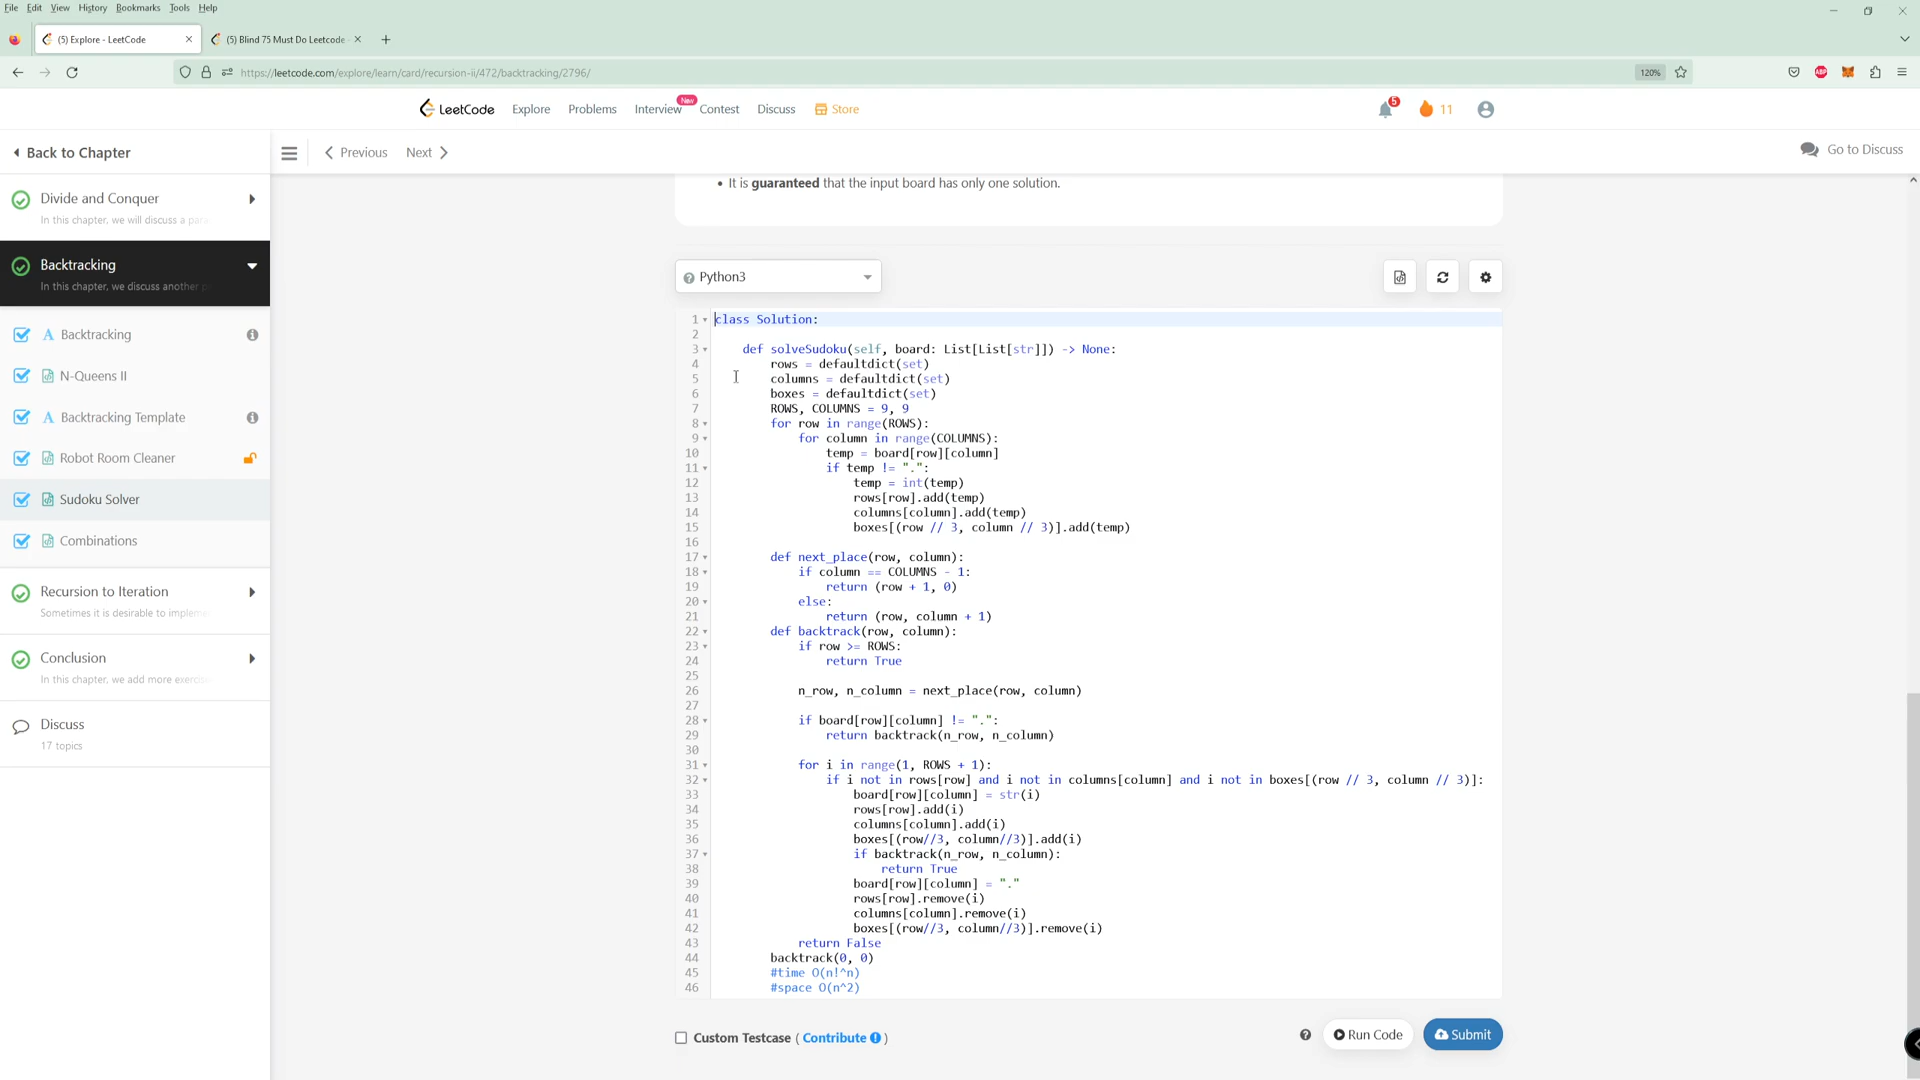 File Edit View History Bookmarks Tools Help
(5) Explore - LeetCode
(5) Blind 75 Must Do Leetcode
https://leetcode.com/explore/learn/card/recursion-ii/472/backtracking/2796/
120%
ABP
LeetCode Explore Problems Interview New Contest Discuss Store 5 11
Back to Chapter
Previous Next
Go to Discuss
Divide and Conquer
In this chapter, we will discuss a para
Backtracking
In this chapter, we discuss another p
A Backtracking
N-Queens II
A Backtracking Template
Robot Room Cleaner
Sudoku Solver
Combinations
Recursion to Iteration
Sometimes it is desirable to impleme
Conclusion
In this chapter, we add more exercis
Discuss
17 topics
• It is guaranteed that the input board has only one solution.
Python3
1 class Solution:
2
3     def solveSudoku(self, board: List[List[str]]) -> None:
4         rows = defaultdict(set)
5         columns = defaultdict(set)
6         boxes = defaultdict(set)
7         ROWS, COLUMNS = 9, 9
8         for row in range(ROWS):
9             for column in range(COLUMNS):
10                 temp = board[row][column]
11                 if temp != ".":
12                     temp = int(temp)
13                     rows[row].add(temp)
14                     columns[column].add(temp)
15                     boxes[(row // 3, column // 3)].add(temp)
16
17         def next_place(row, column):
18             if column == COLUMNS - 1:
19                 return (row + 1, 0)
20             else:
21                 return (row, column + 1)
22         def backtrack(row, column):
23             if row >= ROWS:
24                 return True
25
26             n_row, n_column = next_place(row, column)
27
28             if board[row][column] != ".":
29                 return backtrack(n_row, n_column)
30
31             for i in range(1, ROWS + 1):
32                 if i not in rows[row] and i not in columns[column] and i not in boxes[(row // 3, column // 3)]:
33                     board[row][column] = str(i)
34                     rows[row].add(i)
35                     columns[column].add(i)
36                     boxes[(row//3, column//3)].add(i)
37                     if backtrack(n_row, n_column):
38                         return True
39                     board[row][column] = "."
40                     rows[row].remove(i)
41                     columns[column].remove(i)
42                     boxes[(row//3, column//3)].remove(i)
43             return False
44         backtrack(0, 0)
45         #time O(n!^n)
46         #space O(n^2)
Custom Testcase ( Contribute )
Run Code
Submit